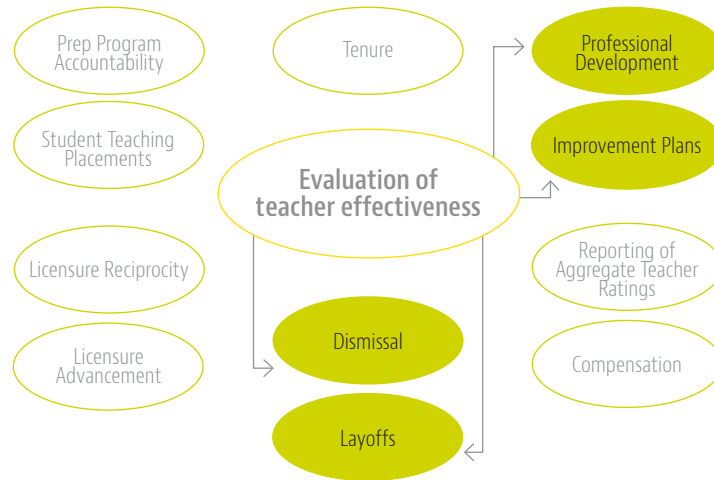 Prep Program
Accountability
Tenure
Professional
Development
Student Teaching
Placements
Improvement Plans
Evaluation of
teacher effectiveness
Licensure Reciprocity
Reporting of
Aggregate Teacher
Ratings
Dismissal
Licensure
Advancement
Compensation
Layoffs